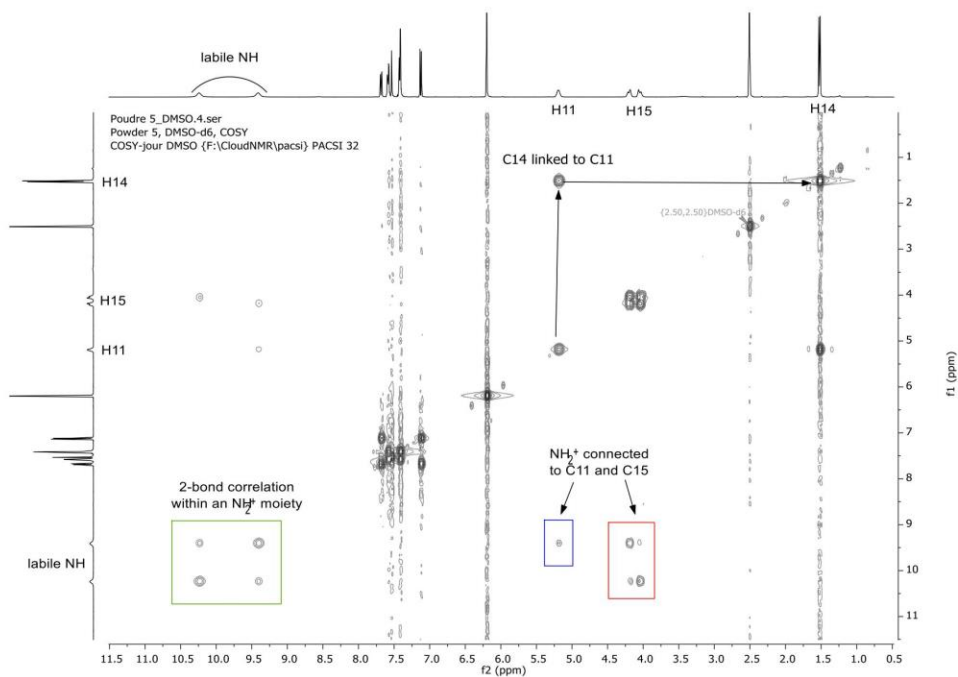 labile NH
H11
H15
H14
Poudre 5_DMSO.4.ser
Powder 5, DMSO-d6, COSY
COSY-jour DMSO {F:\CloudNMR\pacsi} PACSI 32
C14 linked to C11
H14
{2.50,2.50}DMSO-d6
H15
H11
2-bond correlation
within an NH2+ moiety
NH2+ connected
to C11 and C15
labile NH
1
2
3
4
5
6
7
8
9
10
11
f1 (ppm)
11.5 11.0 10.5 10.0 9.5 9.0 8.5 8.0 7.5 7.0 6.5 6.0 5.5 5.0 4.5 4.0 3.5 3.0 2.5 2.0 1.5 1.0 0.5
f2 (ppm)